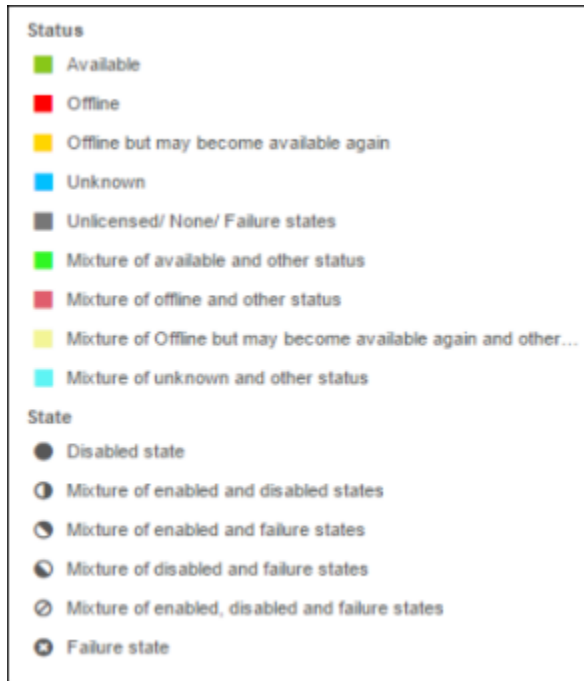 Status
Available
Offline
Offline but may become available again
Unknown
Unlicensed/ None/ Failure states
Mixture of available and other status
Mixture of offline and other status
Mixture of Offline but may become available again and other...
Mixture of unknown and other status
State
Disabled state
Mixture of enabled and disabled states
Mixture of enabled and failure states
Mixture of disabled and failure states
Mixture of enabled, disabled and failure states
Failure state